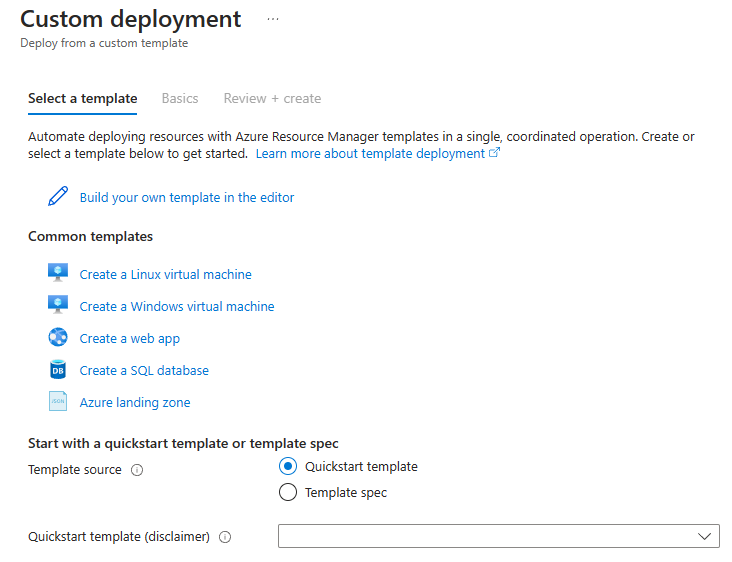 Custom deployment ...
Deploy from a custom template
Select a template Basics Review + create
Automate deploying resources with Azure Resource Manager templates in a single, coordinated operation. Create or
select a template below to get started. Learn more about template deployment
Build your own template in the editor
Common templates
Create a Linux virtual machine
Create a Windows virtual machine
Create a web app
DB Create a SQL database
JSON Azure landing zone
Start with a quickstart template or template spec
Template source Quickstart template
Template spec
Quickstart template (disclaimer)